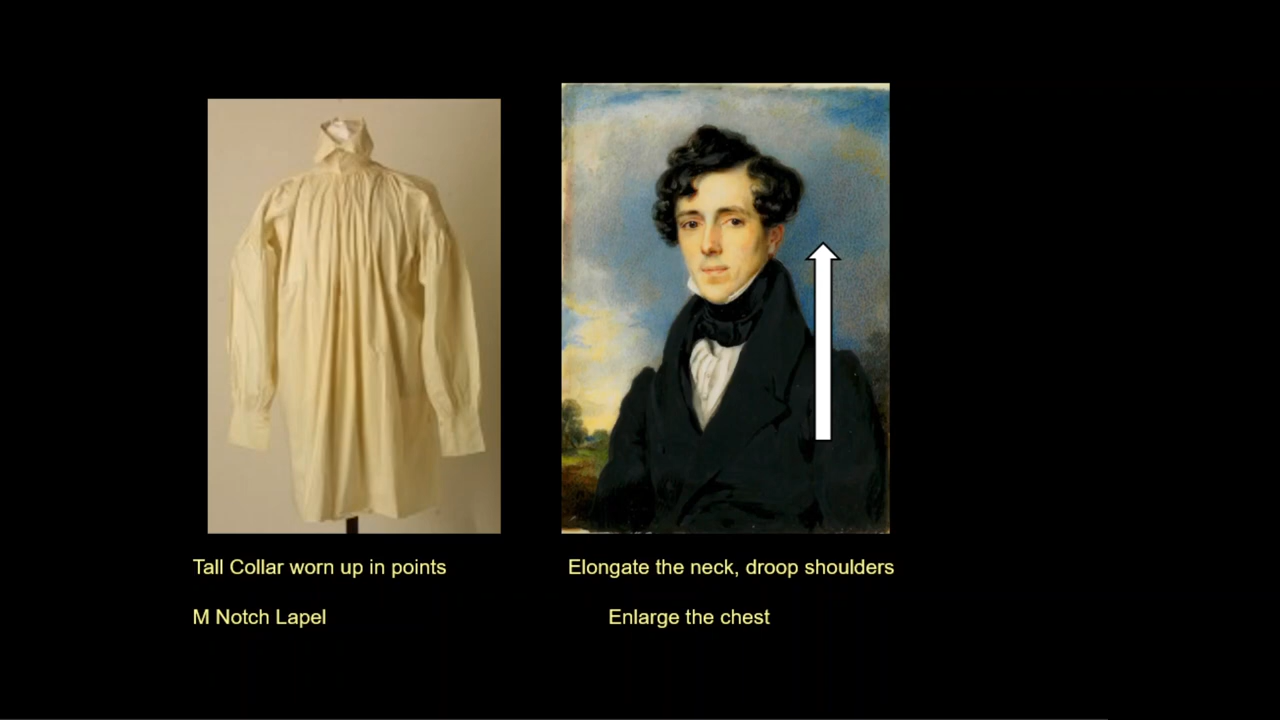 Tall Collar worn up in points
Elongate the neck, droop shoulders
M Notch Lapel
Enlarge the chest